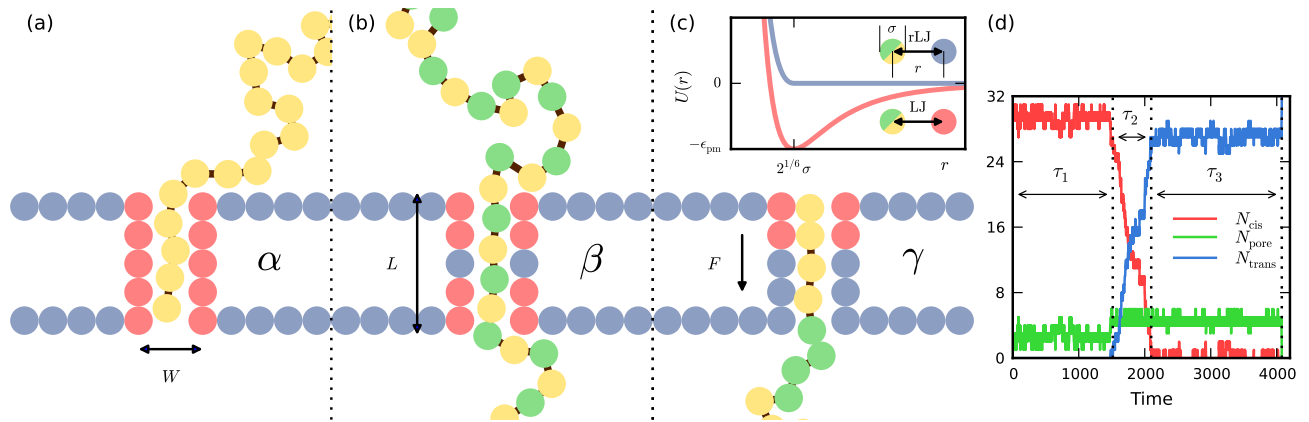 (a)
α
W
(b)
L
β
(c)
U(r)
0
−ϵpm
2^{1/6} σ
r
σ
rLJ
r
LJ
F
γ
(d)
32
24
16
8
0
τ1
τ2
τ3
Ncis
Npore
Ntrans
0 1000 2000 3000 4000
Time